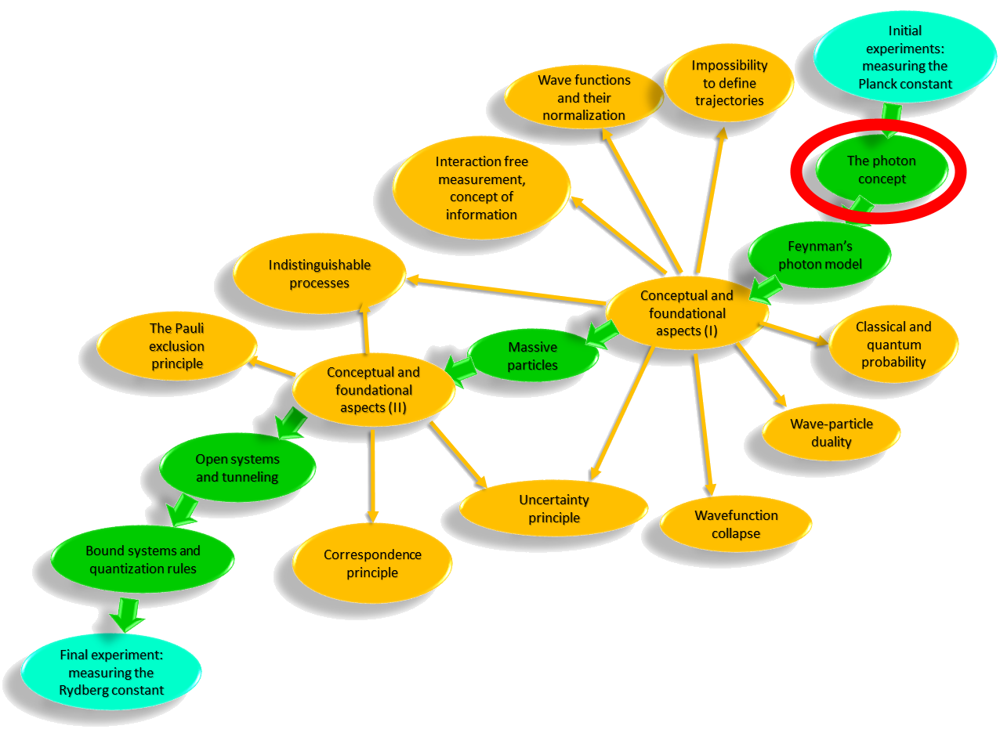 Initial
experiments:
measuring the
Planck constant
Impossibility
to define
trajectories
Wave functions
and their
normalization
The photon
concept
Interaction free
measurement,
concept of
information
Feynman's
photon model
Indistinguishable
processes
Conceptual and
foundational
aspects (I)
Classical and
quantum
probability
The Pauli
exclusion
principle
Massive
particles
Conceptual and
foundational
aspects (II)
Wave-particle
duality
Open systems
and tunneling
Uncertainty
principle
Wavefunction
collapse
Bound systems and
quantization rules
Correspondence
principle
Final experiment:
measuring the
Rydberg constant